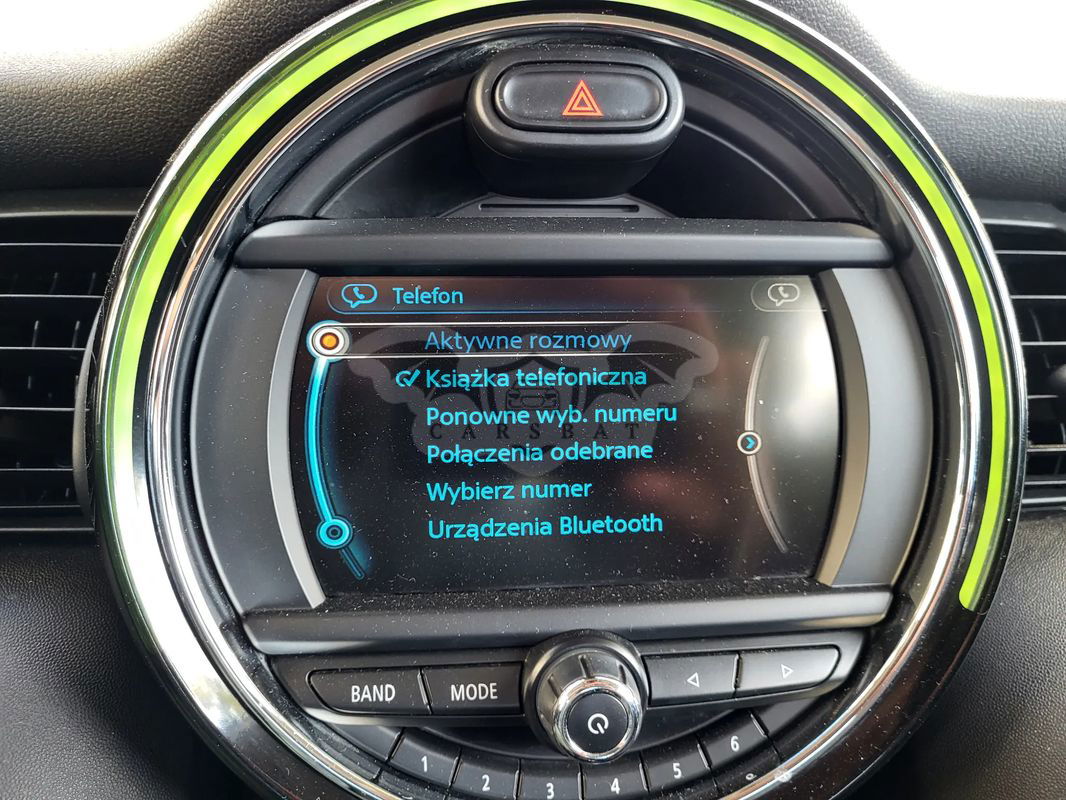 Telefon
Aktywne rozmowy
Książka telefoniczna
Ponowne wyb. numeru
CARSBAT
Połączenia odebrane
Wybierz numer
Urządzenia Bluetooth
BAND MODE
1 2 3 4 5 6